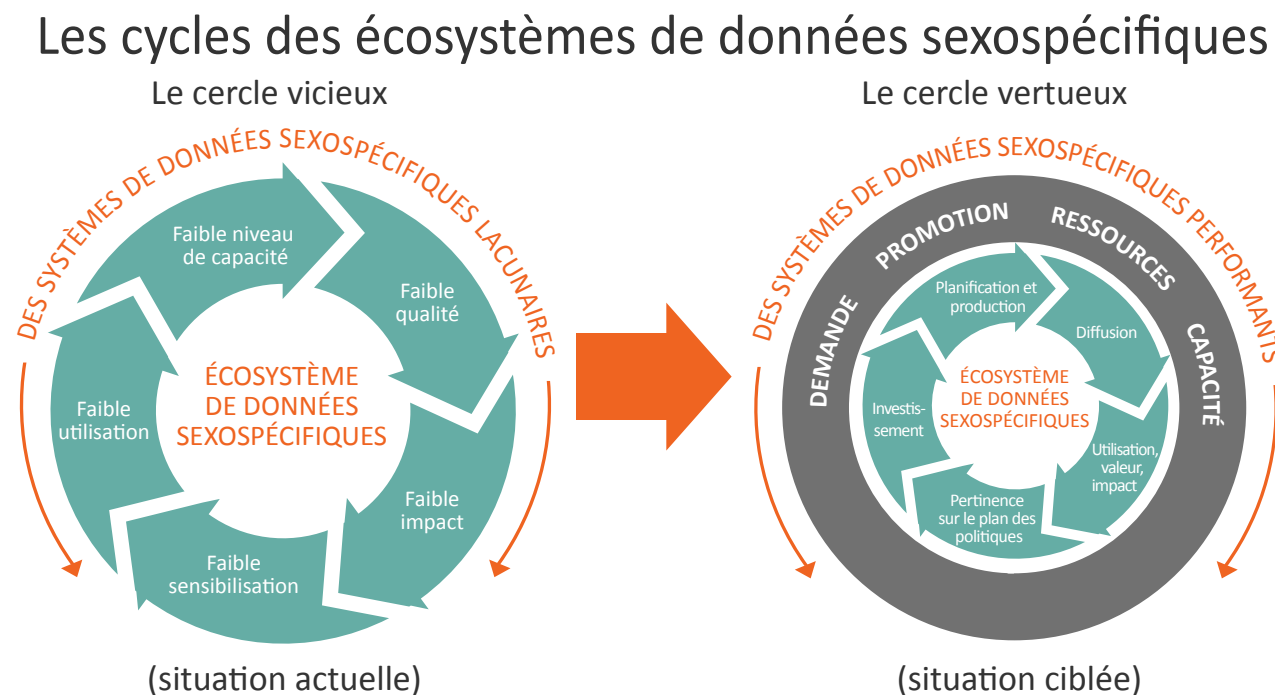 Les cycles des écosystèmes de données sexospécifiques
Le cercle vicieux
DES SYSTÈMES DE DONNÉES SEXOSPÉCIFIQUES LACUNAIRES
Faible niveau
de capacité
Faible
qualité
Faible
impact
Faible
sensibilisation
Faible
utilisation
ÉCOSYSTÈME
DE DONNÉES
SEXOSPÉCIFIQUES
(situation actuelle)
Le cercle vertueux
DES SYSTÈMES DE DONNÉES SEXOSPÉCIFIQUES PERFORMANTS
DEMANDE
PROMOTION
RESSOURCES
CAPACITÉ
Planification et
production
Diffusion
Utilisation,
valeur,
impact
Pertinence
sur le plan des
politiques
Investis-
sement
ÉCOSYSTÈME
DE DONNÉES
SEXOSPÉCIFIQUES
(situation ciblée)